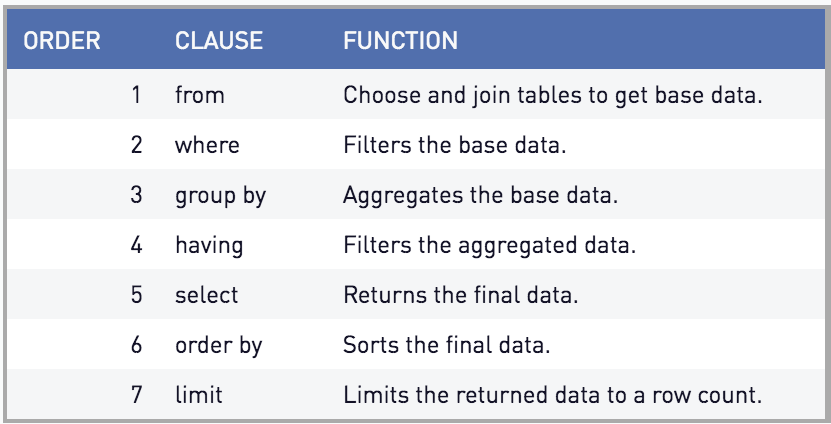 ORDER CLAUSE FUNCTION
1 from Choose and join tables to get base data.
2 where Filters the base data.
3 group by Aggregates the base data.
4 having Filters the aggregated data.
5 select Returns the final data.
6 order by Sorts the final data.
7 limit Limits the returned data to a row count.